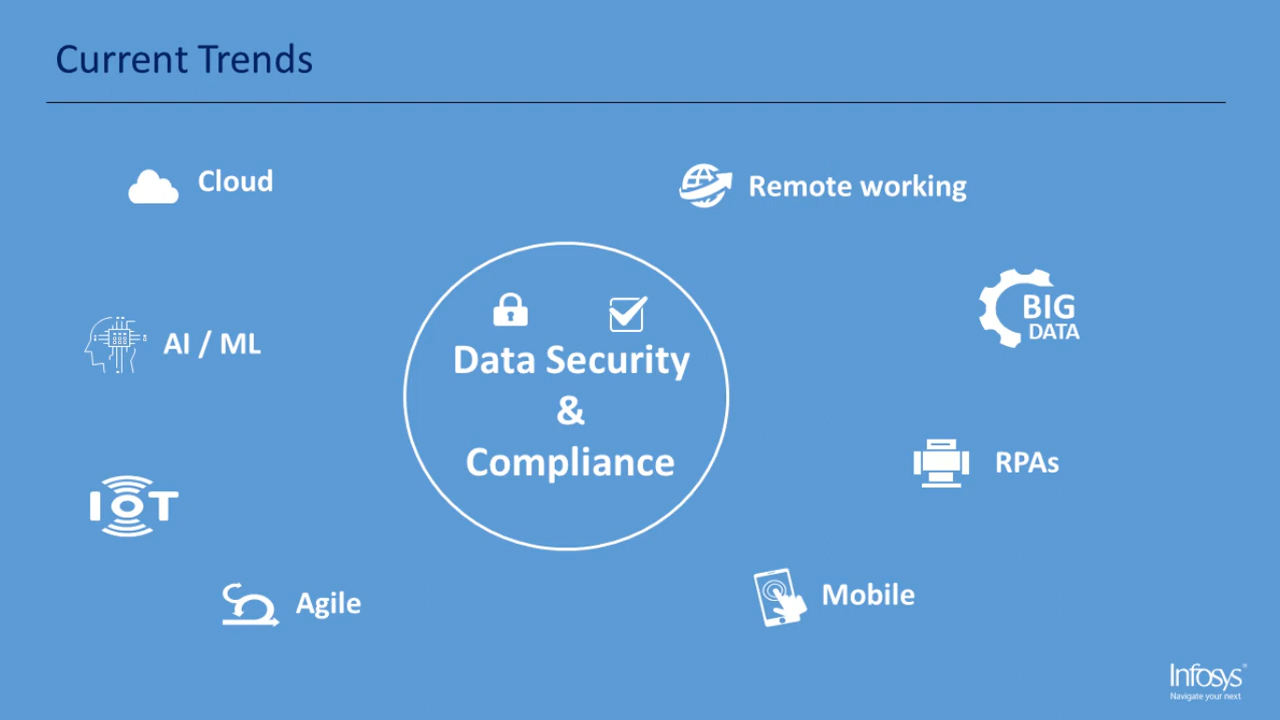 Current Trends
Cloud
Remote working
BIG
DATA
AI / ML
Data Security
&
Compliance
RPAs
IoT
Agile
Mobile
Infosys®
Navigate your next